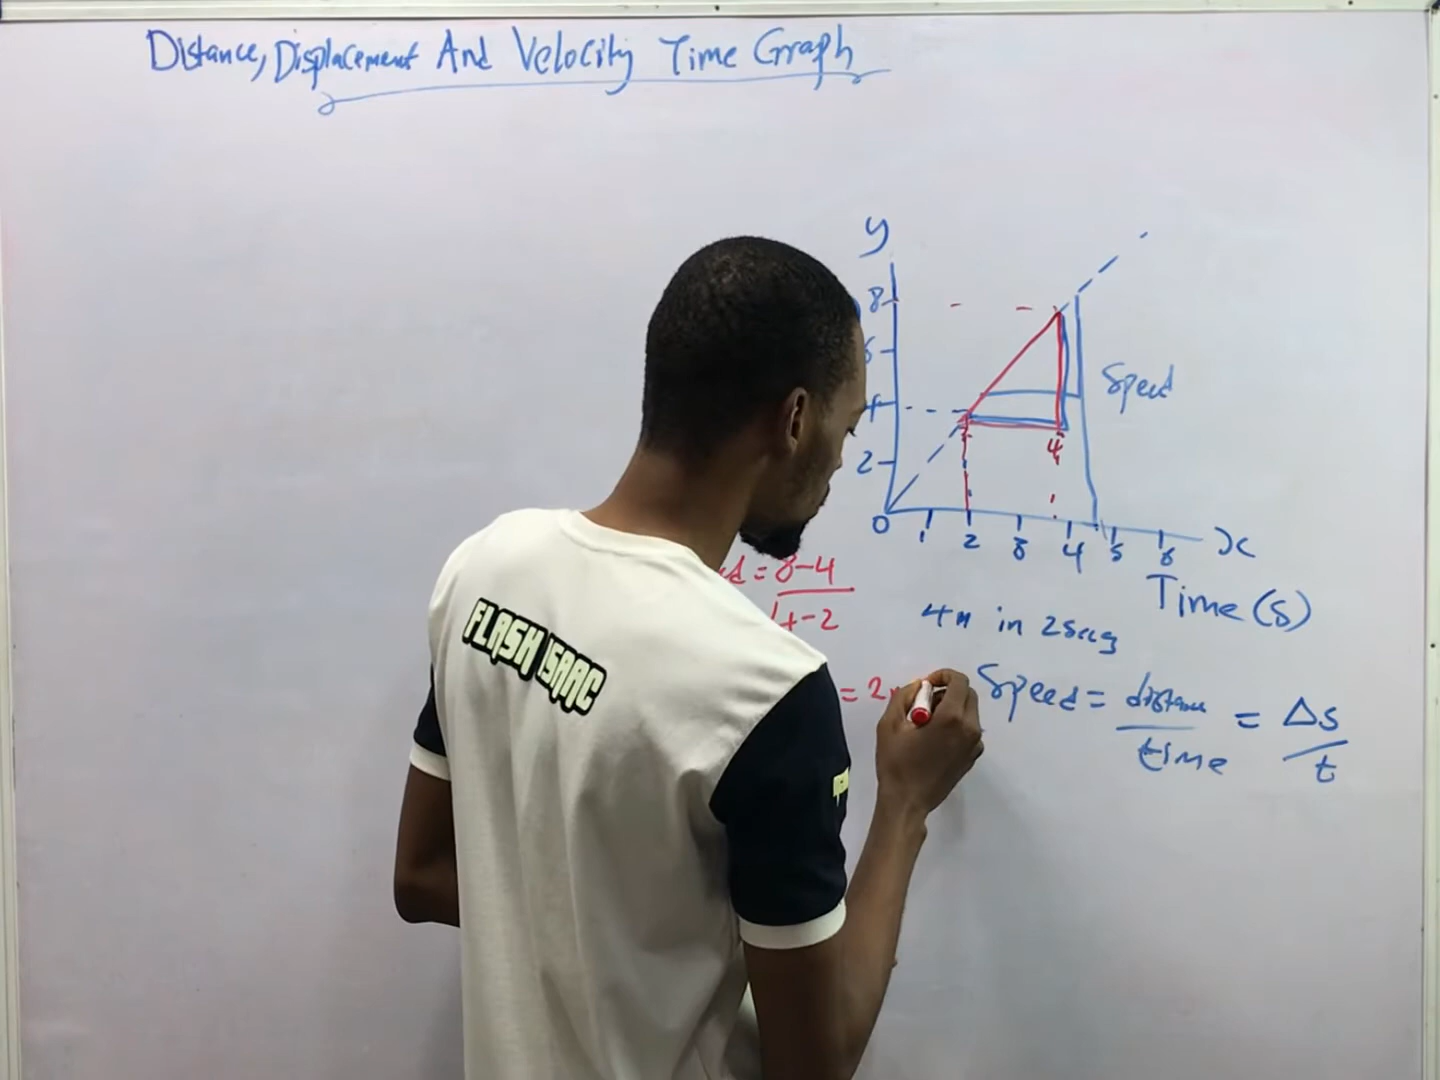 Distance, Displacement And Velocity Time Graph
y
8
6
4
2
0
1 2 3 4 5 6 x
4
Speed
Time (s)
= 8-4
4-2
4m in 2secs
= 2
Speed = distance = Δs
time t
FLASH ISAAC